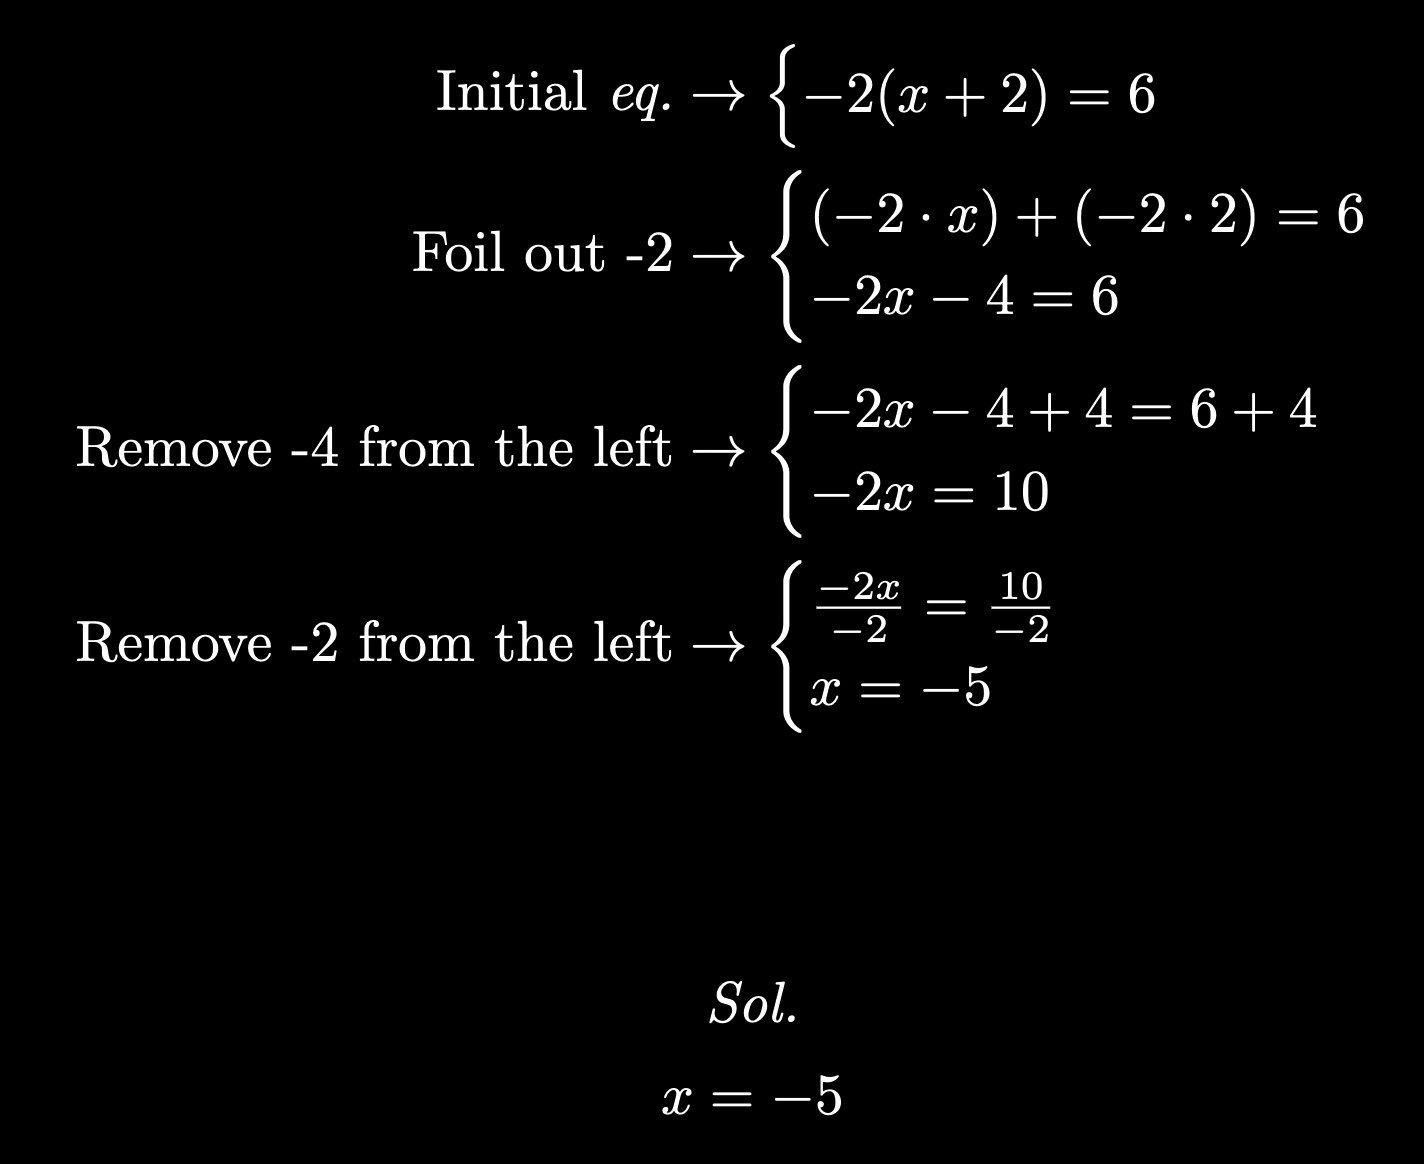 Initial eq. → {−2(x + 2) = 6
Foil out -2 → {(−2 · x) + (−2 · 2) = 6
−2x − 4 = 6
Remove -4 from the left → {−2x − 4 + 4 = 6 + 4
−2x = 10
Remove -2 from the left → {\frac{−2x}{−2} = \frac{10}{−2}
x = −5
Sol.
x = −5